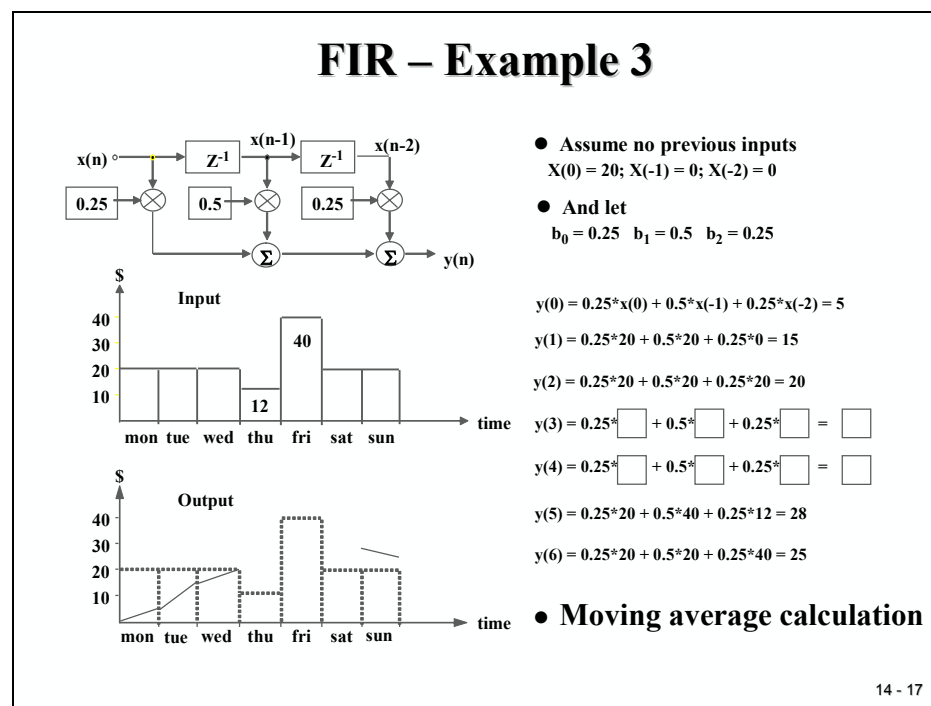 FIR – Example 3
x(n)
Z-1
x(n-1)
Z-1
x(n-2)
0.25
0.5
0.25
Σ
Σ
y(n)
● Assume no previous inputs
X(0) = 20; X(-1) = 0; X(-2) = 0
● And let
b0 = 0.25 b1 = 0.5 b2 = 0.25
$
Input
40
30
20
10
40
12
time
mon tue wed thu fri sat sun
y(0) = 0.25*x(0) + 0.5*x(-1) + 0.25*x(-2) = 5
y(1) = 0.25*20 + 0.5*20 + 0.25*0 = 15
y(2) = 0.25*20 + 0.5*20 + 0.25*20 = 20
y(3) = 0.25* + 0.5* + 0.25* =
y(4) = 0.25* + 0.5* + 0.25* =
y(5) = 0.25*20 + 0.5*40 + 0.25*12 = 28
y(6) = 0.25*20 + 0.5*20 + 0.25*40 = 25
$
Output
40
30
20
10
time
mon tue wed thu fri sat sun
● Moving average calculation
14 - 17